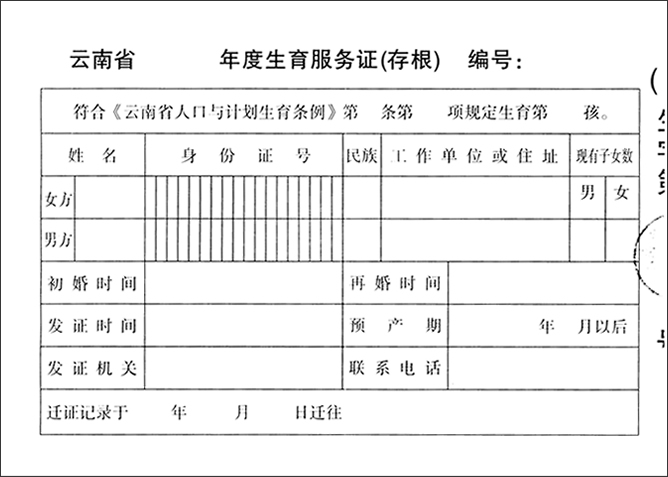 云南省 年度生育服务证(存根) 编号：
符合《云南省人口与计划生育条例》第 条第 项规定生育第 孩。
姓名 身份证号 民族 工作单位或住址 现有子女数
女方 男 女
男方
初婚时间 再婚时间
发证时间 预产期 年 月以后
发证机关 联系电话
迁证记录于 年 月 日迁往